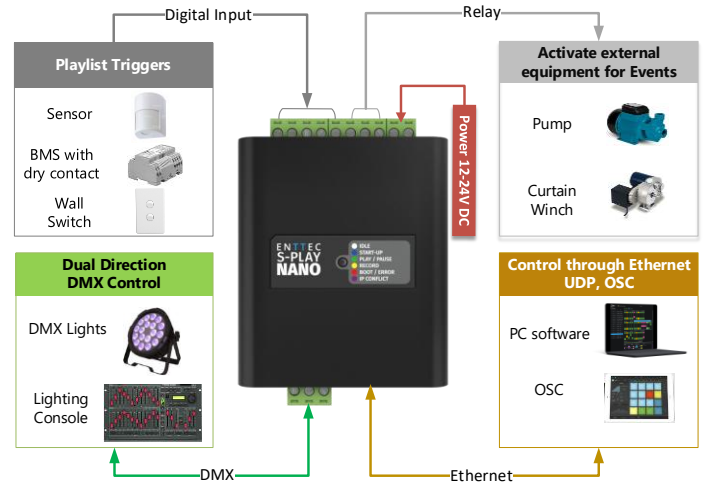 Digital Input
Relay
Playlist Triggers
Sensor
BMS with
dry contact
Wall
Switch
Power 12-24V DC
Activate external
equipment for Events
Pump
Curtain
Winch
ENTTEC
S-PLAY
NANO
IDLE
START-UP
PLAY / PAUSE
RECORD
BOOT / ERROR
IP CONFLICT
Dual Direction
DMX Control
DMX Lights
Lighting
Console
Control through Ethernet
UDP, OSC
PC software
OSC
DMX
Ethernet